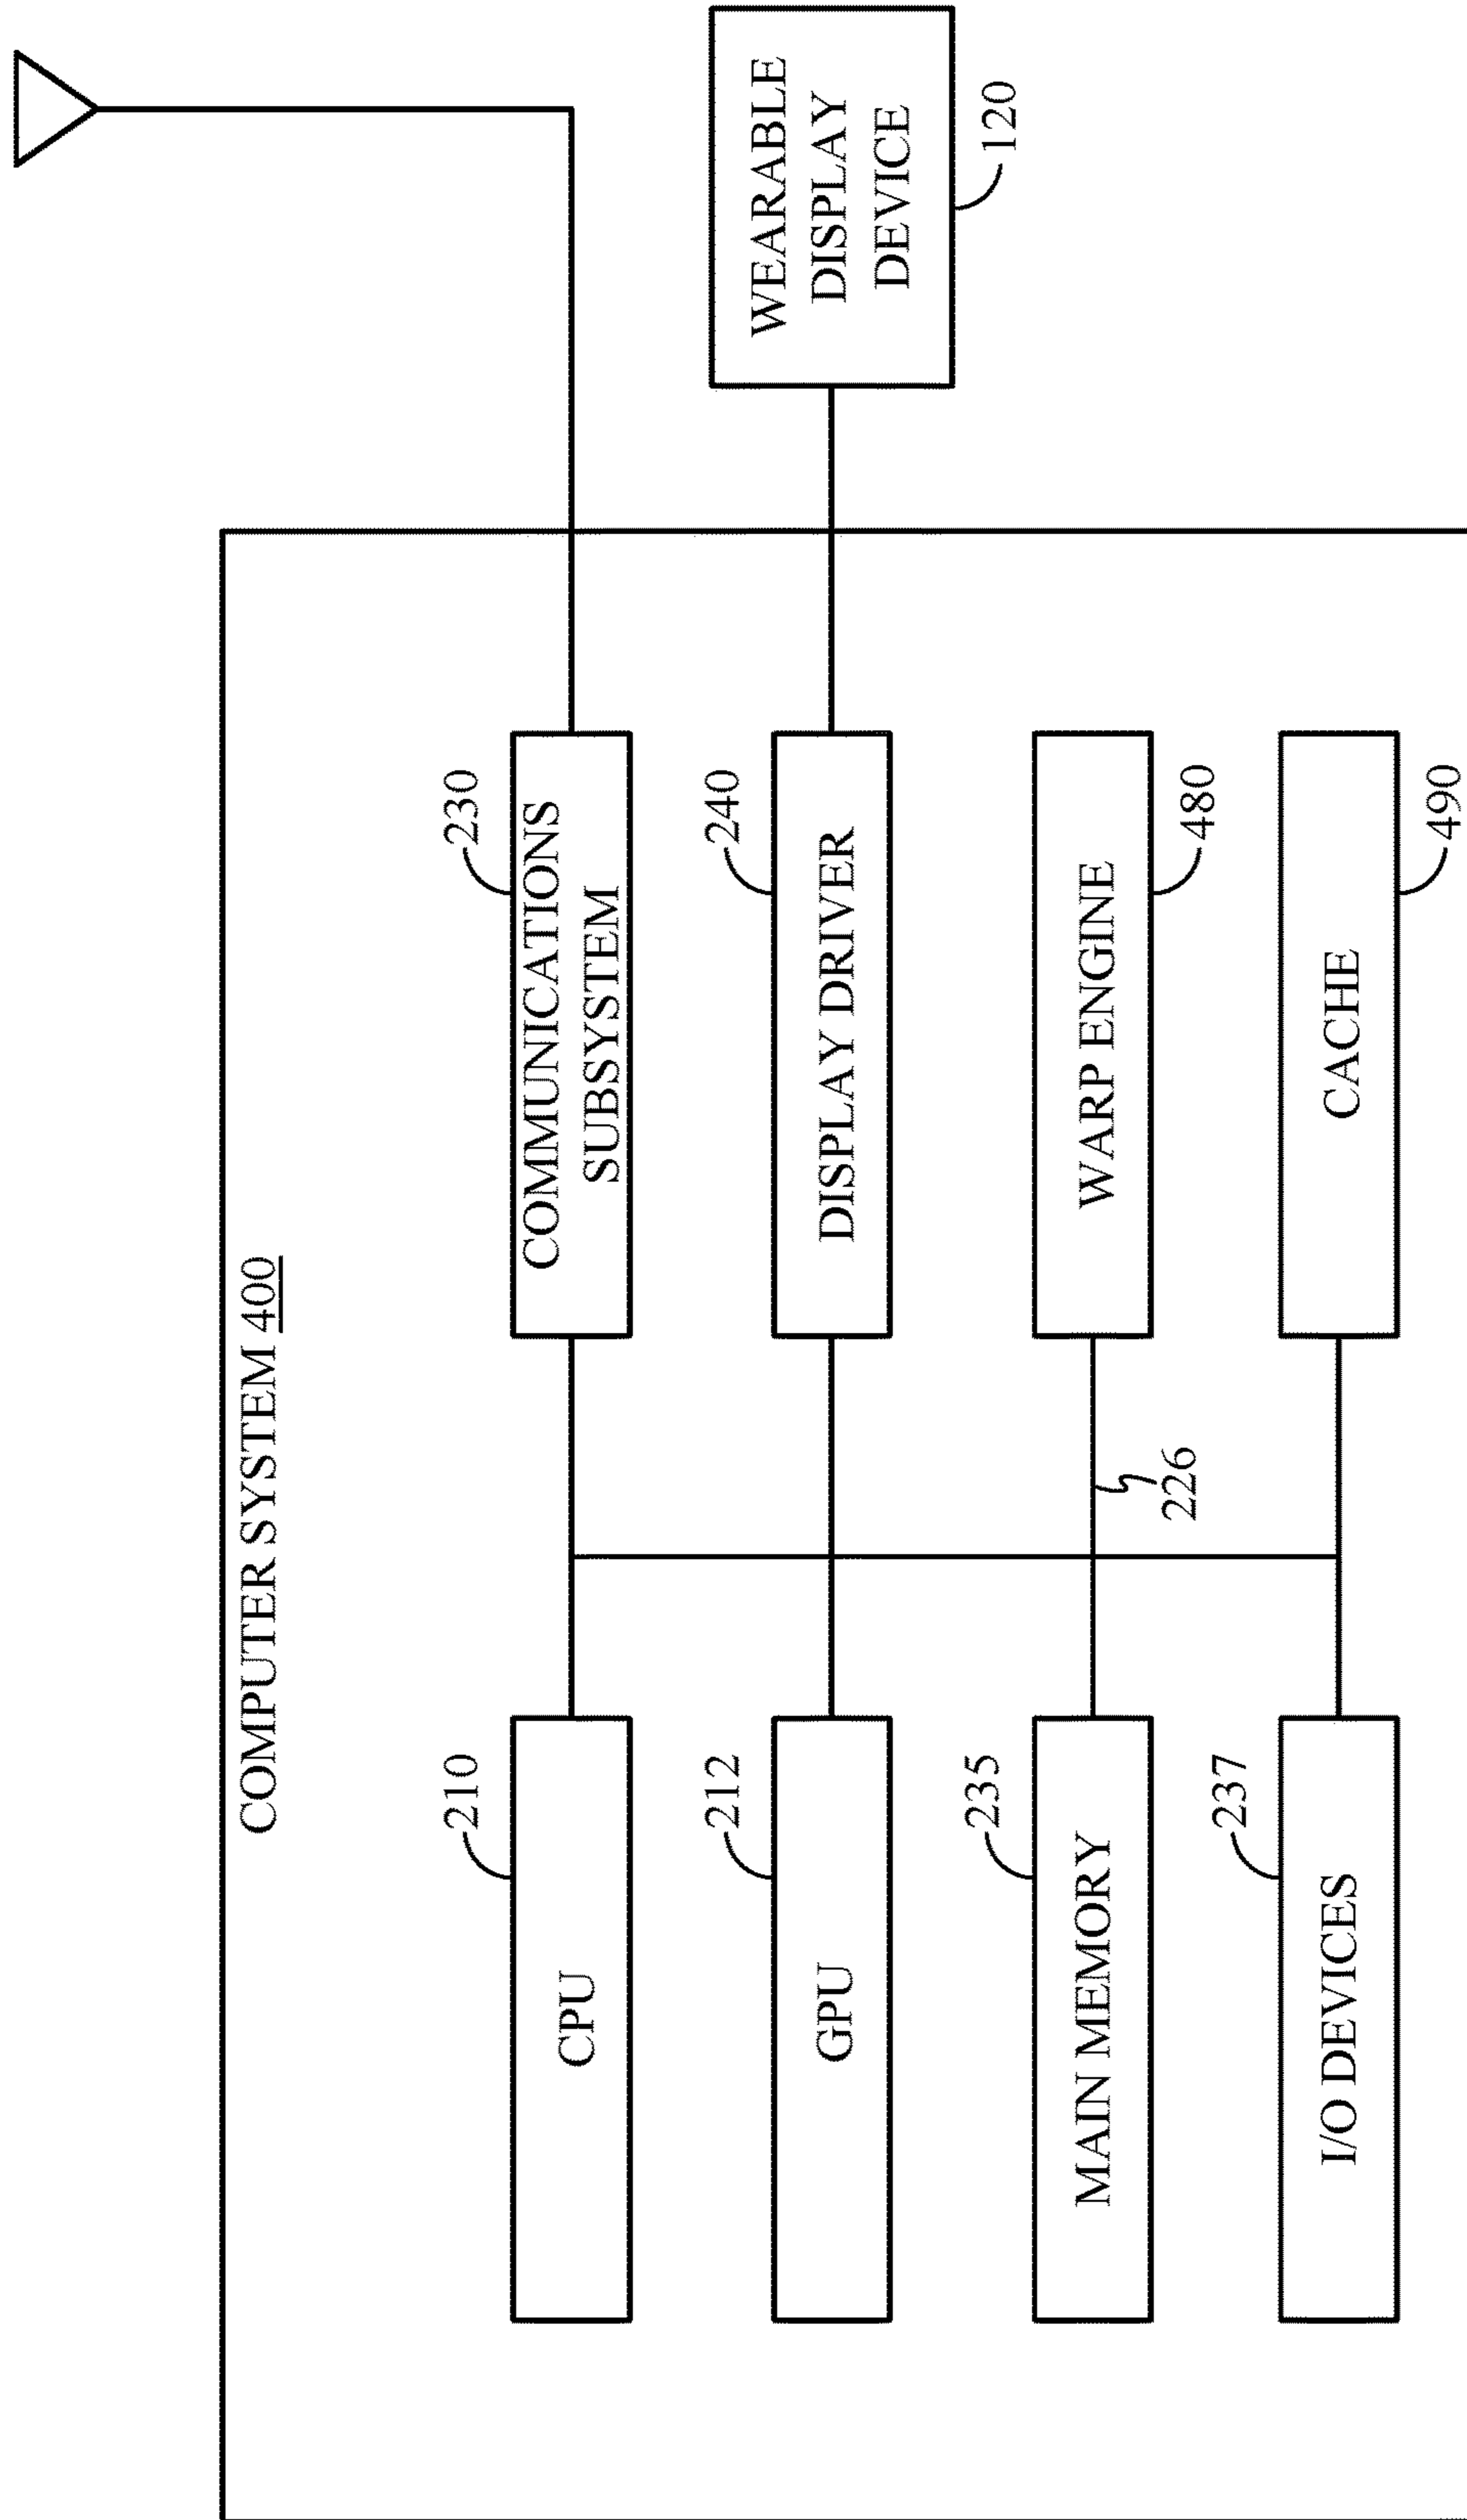 COMPUTER SYSTEM 400
210
CPU
230
COMMUNICATIONS
SUBSYSTEM
212
GPU
240
DISPLAY DRIVER
WEARABLE
DISPLAY
DEVICE
120
235
MAIN MEMORY
226
WARP ENGINE
480
237
I/O DEVICES
CACHE
490